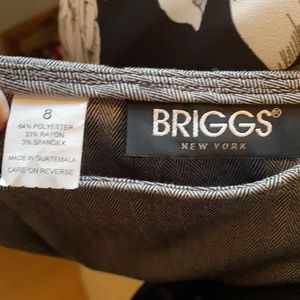 8
64% POLYESTER
33% RAYON
3% SPANDEX
MADE IN GUATEMALA
CARE ON REVERSE
BRIGGS®
NEW YORK